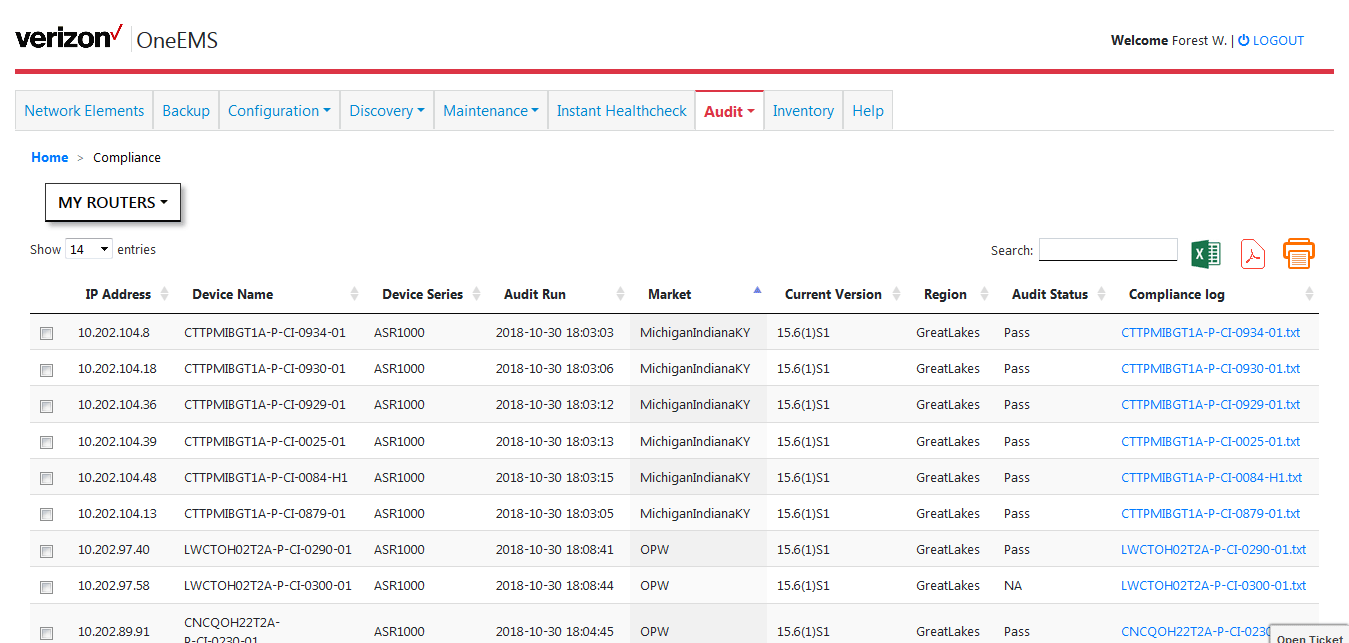 verizon OneEMS
Welcome Forest W. | LOGOUT
Network Elements Backup Configuration Discovery Maintenance Instant Healthcheck Audit Inventory Help
Home > Compliance
MY ROUTERS
Show 14 entries Search:
IP Address Device Name Device Series Audit Run Market Current Version Region Audit Status Compliance log
10.202.104.8 CTTPMIBGT1A-P-CI-0934-01 ASR1000 2018-10-30 18:03:03 MichiganIndianaKY 15.6(1)S1 GreatLakes Pass CTTPMIBGT1A-P-CI-0934-01.txt
10.202.104.18 CTTPMIBGT1A-P-CI-0930-01 ASR1000 2018-10-30 18:03:06 MichiganIndianaKY 15.6(1)S1 GreatLakes Pass CTTPMIBGT1A-P-CI-0930-01.txt
10.202.104.36 CTTPMIBGT1A-P-CI-0929-01 ASR1000 2018-10-30 18:03:12 MichiganIndianaKY 15.6(1)S1 GreatLakes Pass CTTPMIBGT1A-P-CI-0929-01.txt
10.202.104.39 CTTPMIBGT1A-P-CI-0025-01 ASR1000 2018-10-30 18:03:13 MichiganIndianaKY 15.6(1)S1 GreatLakes Pass CTTPMIBGT1A-P-CI-0025-01.txt
10.202.104.48 CTTPMIBGT1A-P-CI-0084-H1 ASR1000 2018-10-30 18:03:15 MichiganIndianaKY 15.6(1)S1 GreatLakes Pass CTTPMIBGT1A-P-CI-0084-H1.txt
10.202.104.13 CTTPMIBGT1A-P-CI-0879-01 ASR1000 2018-10-30 18:03:05 MichiganIndianaKY 15.6(1)S1 GreatLakes Pass CTTPMIBGT1A-P-CI-0879-01.txt
10.202.97.40 LWCTOH02T2A-P-CI-0290-01 ASR1000 2018-10-30 18:08:41 OPW 15.6(1)S1 GreatLakes Pass LWCTOH02T2A-P-CI-0290-01.txt
10.202.97.58 LWCTOH02T2A-P-CI-0300-01 ASR1000 2018-10-30 18:08:44 OPW 15.6(1)S1 GreatLakes NA LWCTOH02T2A-P-CI-0300-01.txt
CNCQOH22T2A-
10.202.89.91 ASR1000 2018-10-30 18:04:45 OPW 15.6(1)S1 GreatLakes Pass CNCQOH22T2A-P-CI-0230
P-CI-0230-01
Open Ticket